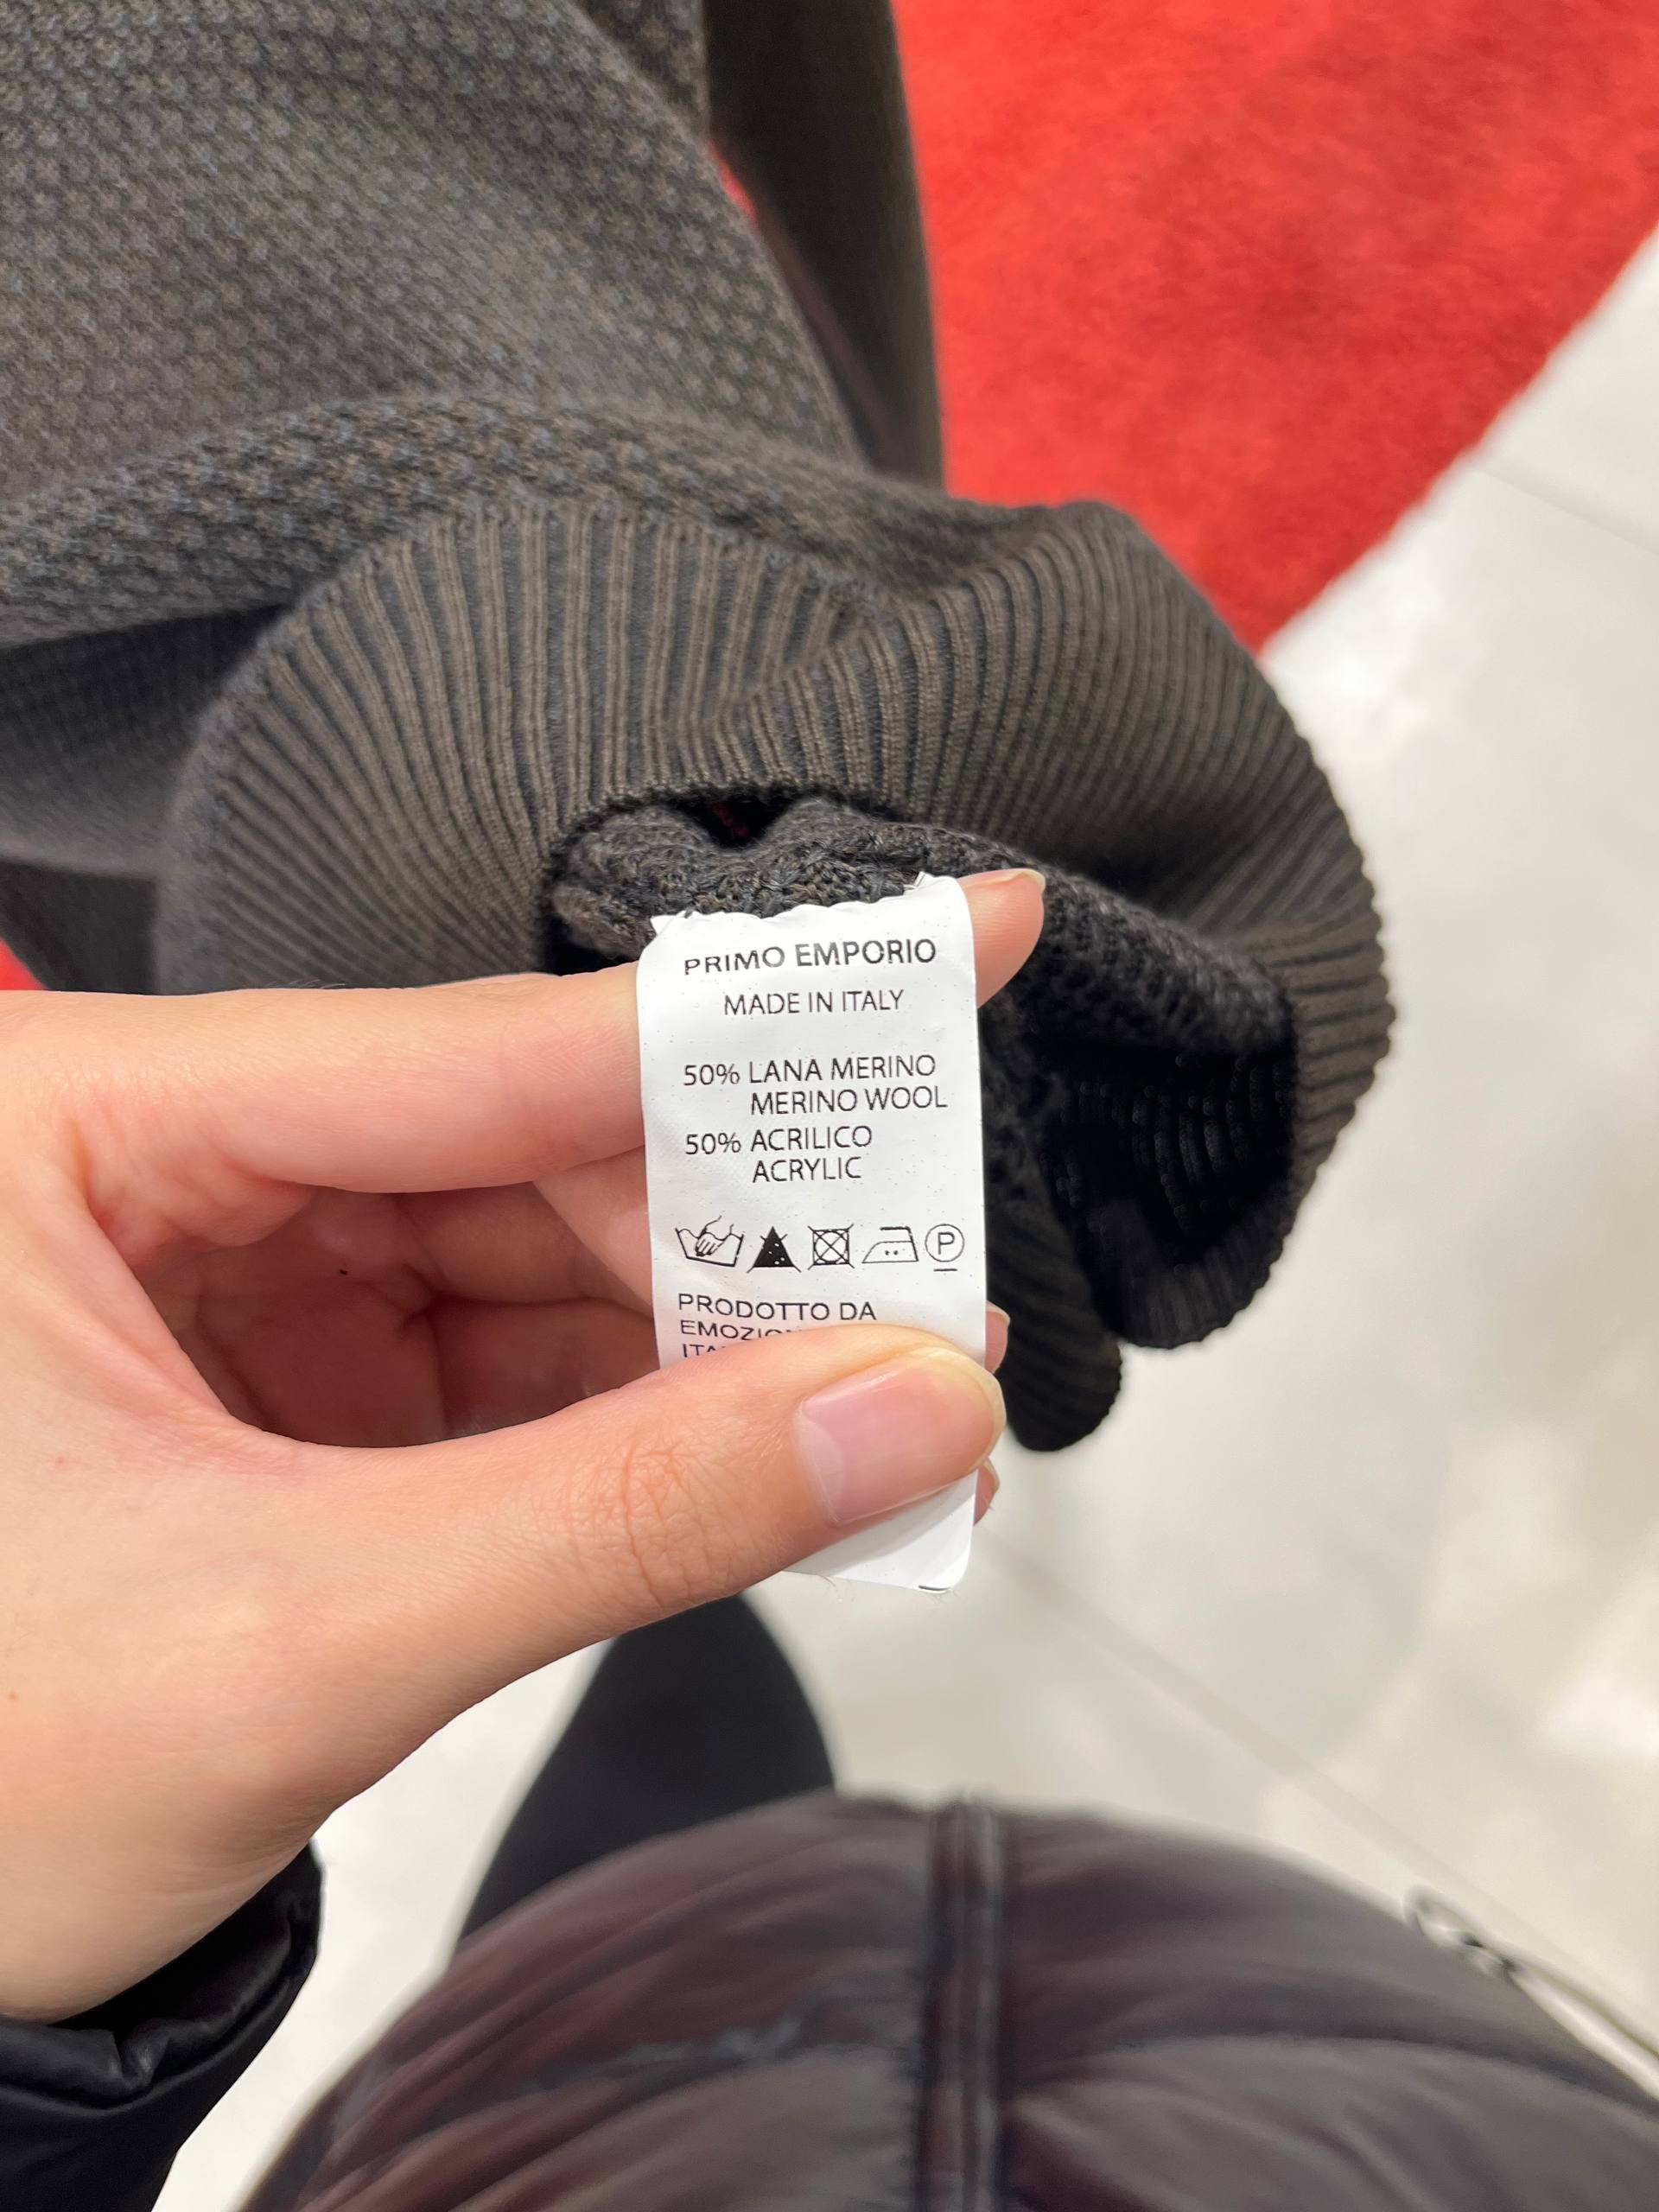 PRIMO EMPORIO
MADE IN ITALY
50% LANA MERINO
MERINO WOOL
50% ACRILICO
ACRYLIC
P
PRODOTTO DA